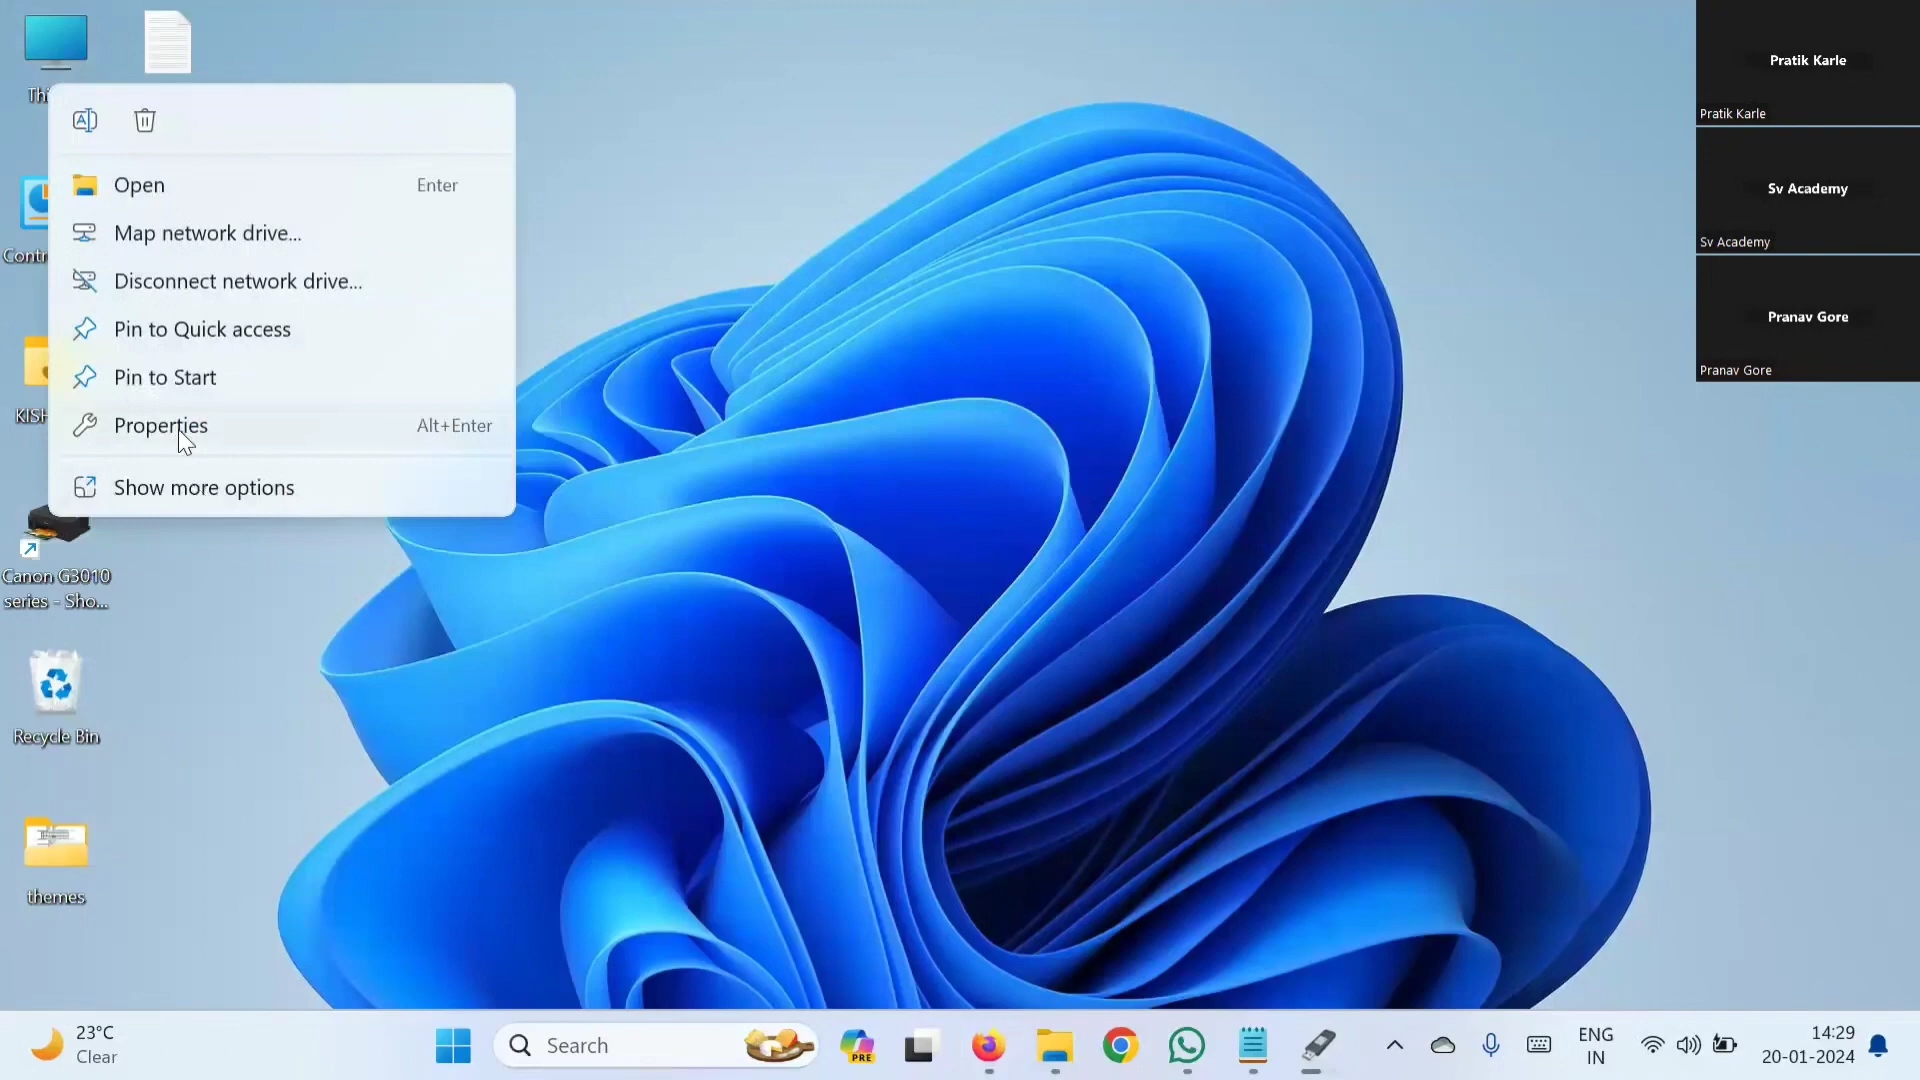 Thi
Open Enter
Map network drive...
Disconnect network drive...
Pin to Quick access
Pin to Start
Properties Alt+Enter
Show more options
Contr
KISH
Canon G3010
series - Sho...
Recycle Bin
themes
Pratik Karle
Pratik Karle
Sv Academy
Sv Academy
Pranav Gore
Pranav Gore
23°C
Clear
Search
PRE
ENG
IN
14:29
20-01-2024